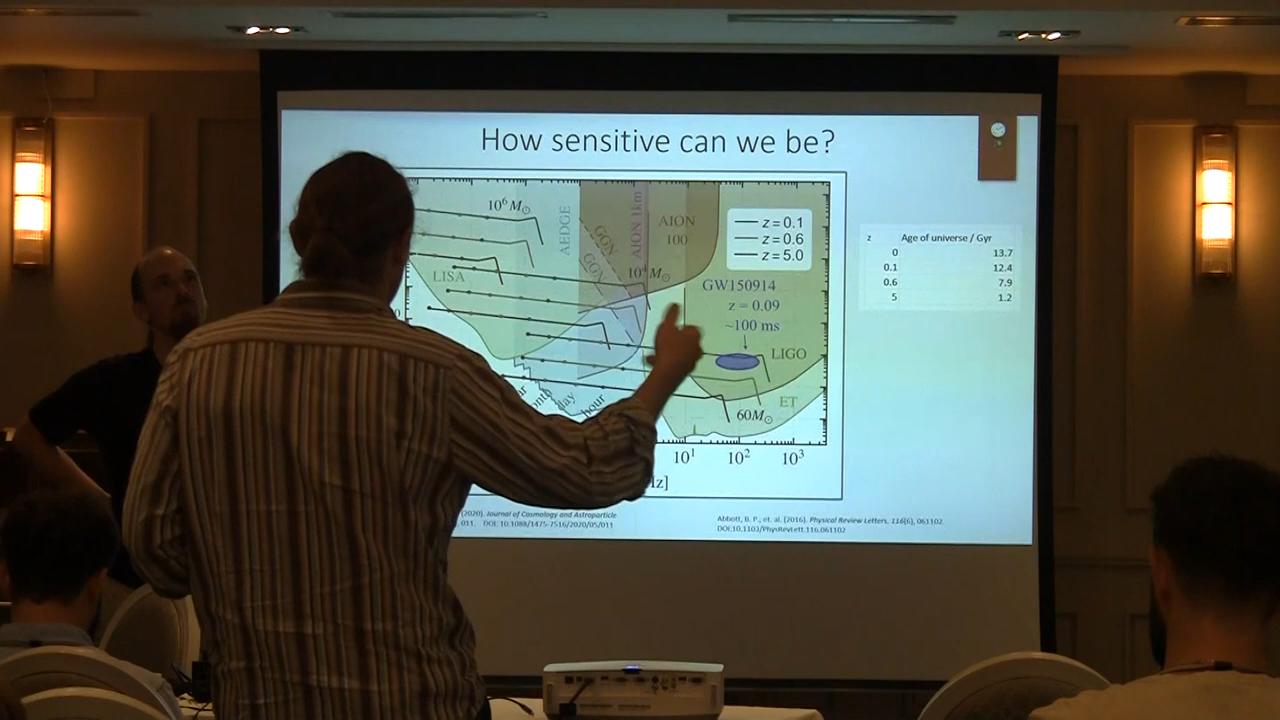 How sensitive can we be?
10⁶ M☉
AEDGE
GGN
GGN
AION 1km
AION
100
z = 0.1
z = 0.6
z = 5.0
LISA
10⁴ M☉
GW150914
z = 0.09
~100 ms
LIGO
ET
60M☉
day
hour
10¹ 10² 10³
z Age of universe / Gyr
0 13.7
0.1 12.4
0.6 7.9
5 1.2
(2020). Journal of Cosmology and Astroparticle
011. DOI: 10.1088/1475-7516/2020/05/011
Abbott, B. P., et. al. (2016). Physical Review Letters, 116(6), 061102
DOI:10.1103/PhysRevLett.116.061102